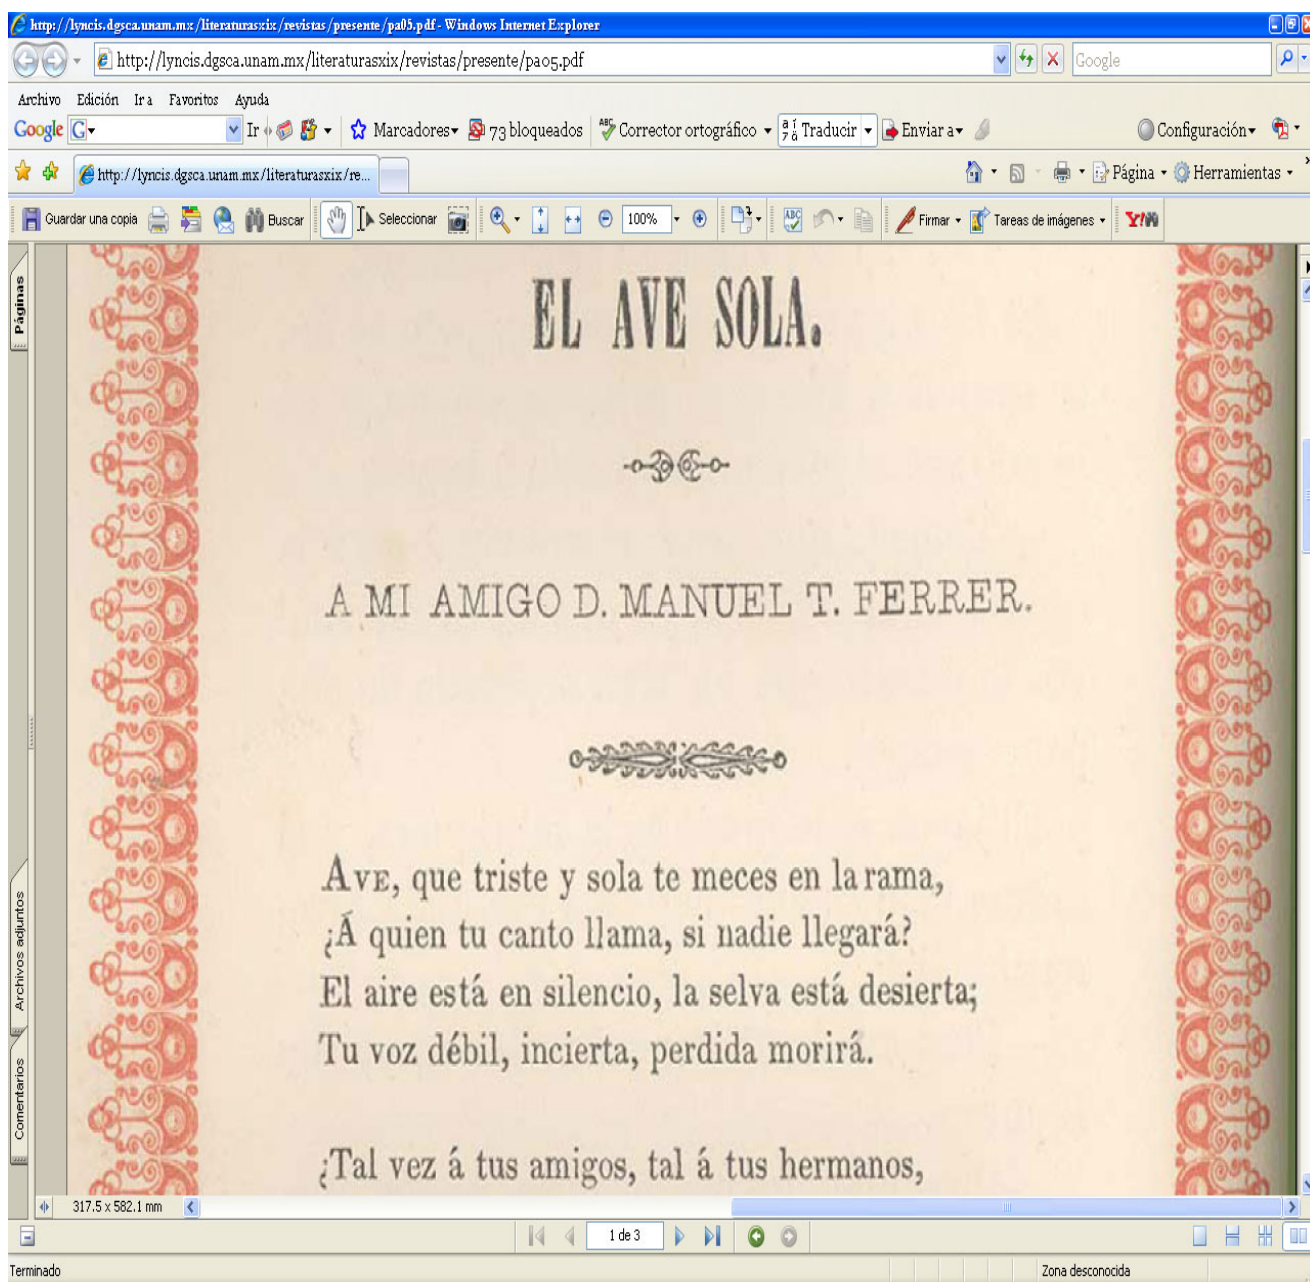 http://lyncis.dgsca.unam.mx/literaturasxix/revistas/presente/pa05.pdf - Windows Internet Explorer
http://lyncis.dgsca.unam.mx/literaturasxix/revistas/presente/pa05.pdf
Google
Archivo Edición Ir a Favoritos Ayuda
Google G Ir Marcadores 73 bloqueados ABC Corrector ortográfico Traducir Enviar a Configuración
http://lyncis.dgsca.unam.mx/literaturasxix/re... Página Herramientas
Guardar una copia Buscar Seleccionar 100% ABC Firmar Tareas de imágenes Y!
Páginas
EL AVE SOLA.
A MI AMIGO D. MANUEL T. FERRER.
AVE, que triste y sola te meces en la rama,
¿Á quien tu canto llama, si nadie llegará?
El aire está en silencio, la selva está desierta;
Tu voz débil, incierta, perdida morirá.
¿Tal vez á tus amigos, tal á tus hermanos,
Archivos adjuntos
Comentarios
317.5 x 582.1 mm
1 de 3
Terminado Zona desconocida